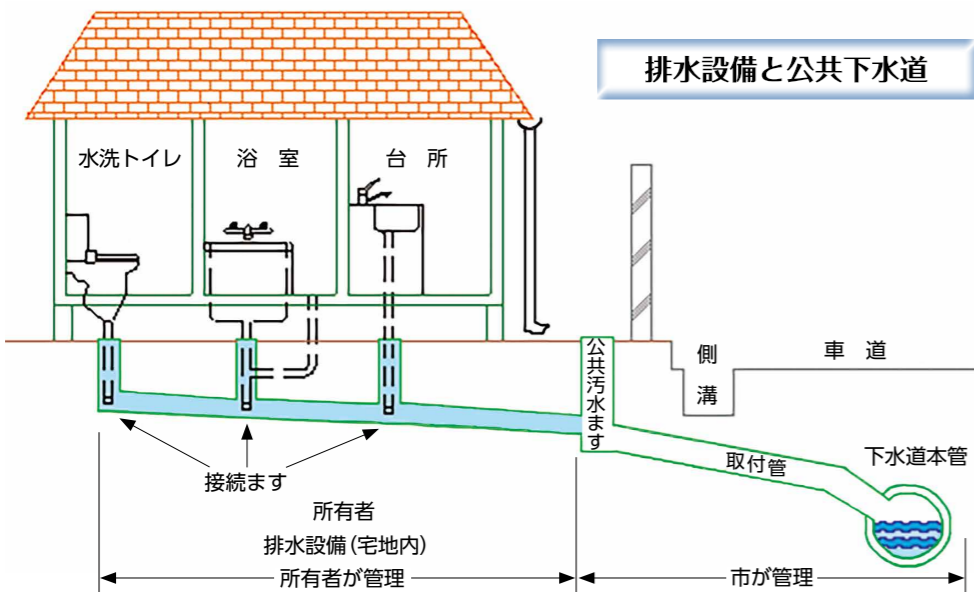 排水設備と公共下水道
水洗トイレ
浴 室
台 所
公共汚水ます
側溝
車 道
接続ます
取付管
下水道本管
所有者
排水設備(宅地内)
所有者が管理
市が管理